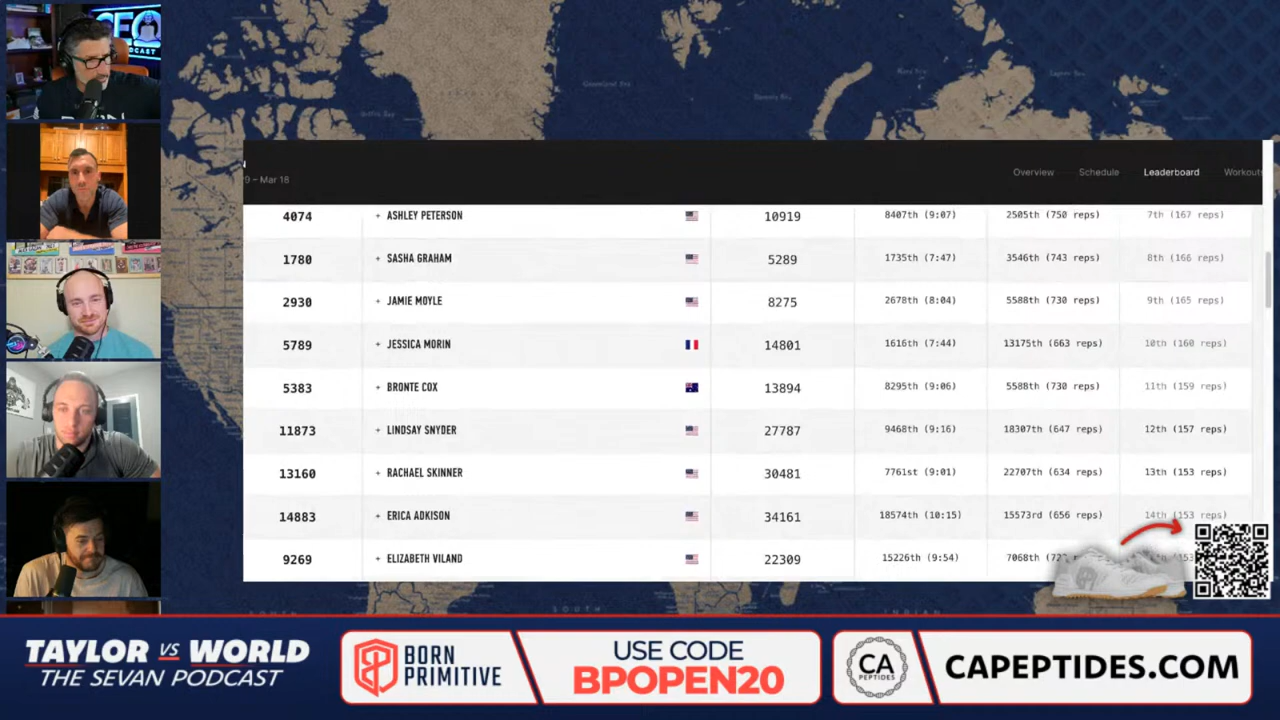 CEO
DCAST
N
9 – Mar 18
Overview Schedule Leaderboard Workouts
4074 + ASHLEY PETERSON 10919 8407th (9:07) 2505th (750 reps) 7th (167 reps)
1780 + SASHA GRAHAM 5289 1735th (7:47) 3546th (743 reps) 8th (166 reps)
2930 + JAMIE MOYLE 8275 2678th (8:04) 5588th (730 reps) 9th (165 reps)
5789 + JESSICA MORIN 14801 1616th (7:44) 13175th (663 reps) 10th (160 reps)
5383 + BRONTE COX 13894 8295th (9:06) 5588th (730 reps) 11th (159 reps)
11873 + LINDSAY SNYDER 27787 9468th (9:16) 18307th (647 reps) 12th (157 reps)
13160 + RACHAEL SKINNER 30481 7761st (9:01) 22707th (634 reps) 13th (153 reps)
14883 + ERICA ADKISON 34161 18574th (10:15) 15573rd (656 reps) 14th (153 reps)
9269 + ELIZABETH VILAND 22309 15226th (9:54) 7068th
SOUTH
INDIAN
TAYLOR VS WORLD
THE SEVAN PODCAST
BORN
PRIMITIVE
USE CODE
BPOPEN20
CA
PEPTIDES
CAPEPTIDES.COM